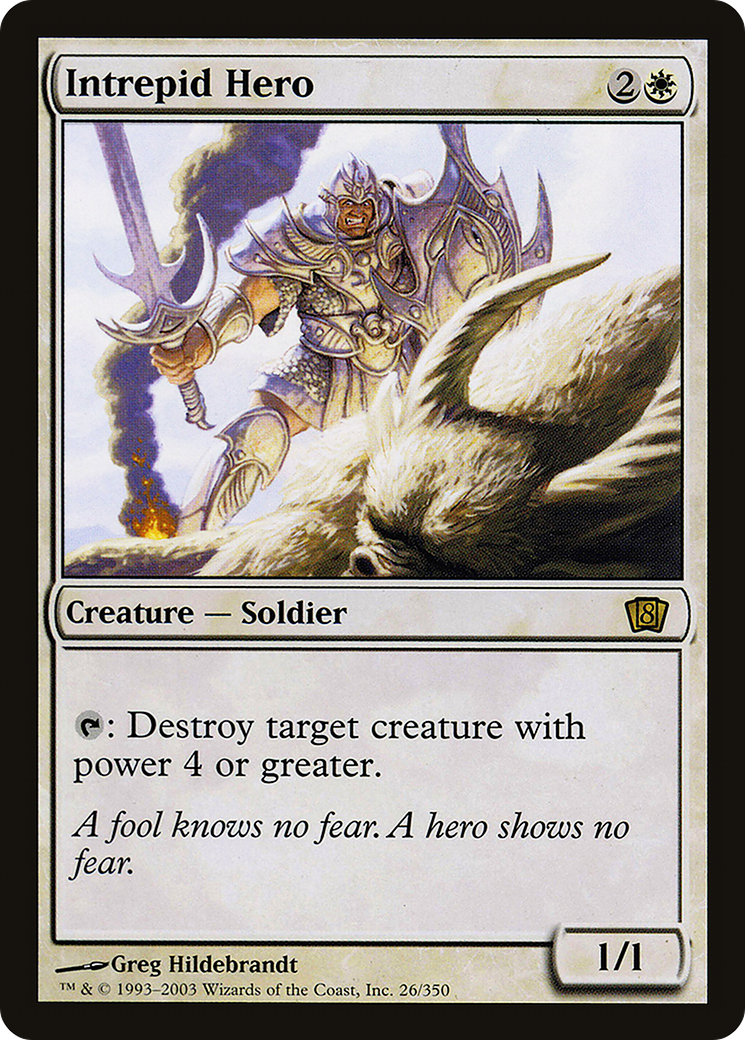 Intrepid Hero 2
Creature — Soldier 8
: Destroy target creature with
power 4 or greater.
A fool knows no fear. A hero shows no
fear.
1/1
Greg Hildebrandt
™ & © 1993–2003 Wizards of the Coast, Inc. 26/350